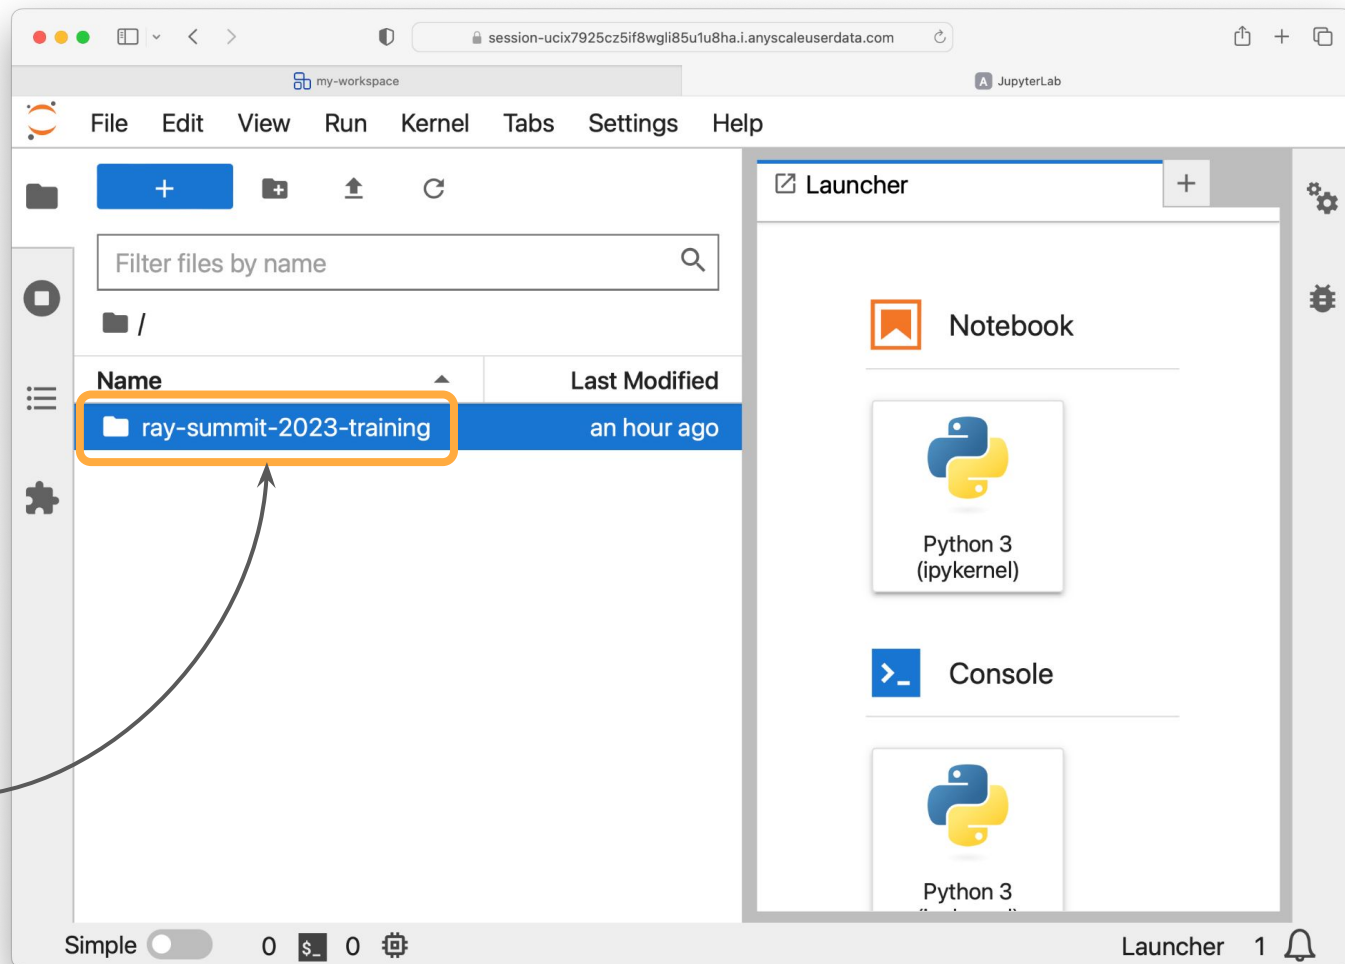 session-ucix7925cz5if8wgli85u1u8ha.i.anyscaleuserdata.com
my-workspace
A JupyterLab
File Edit View Run Kernel Tabs Settings Help
+
Launcher +
Filter files by name
/
Name Last Modified
ray-summit-2023-training an hour ago
Notebook
Python 3
(ipykernel)
Console
Python 3
Simple 0 $_ 0 Launcher 1